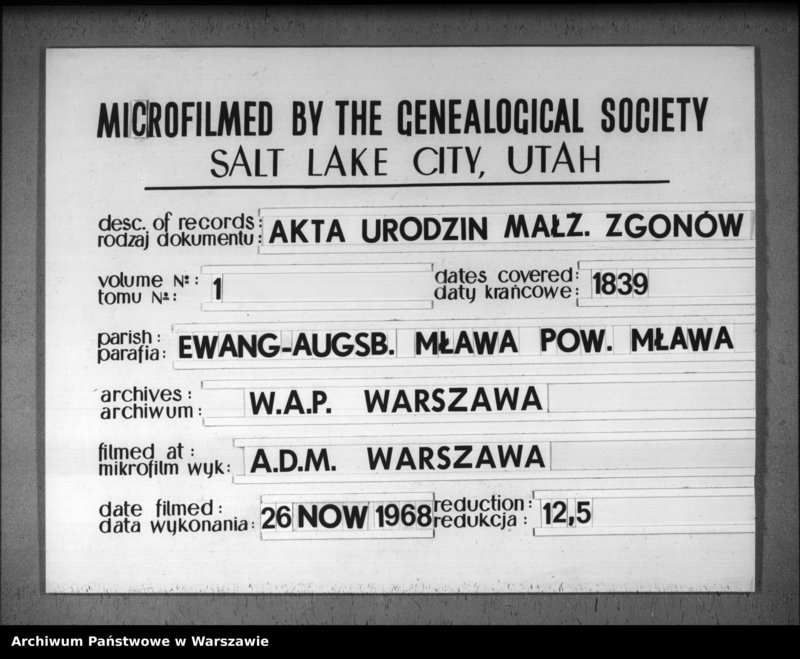 MICROFILMED BY THE GENEALOGICAL SOCIETY
SALT LAKE CITY, UTAH
desc. of records: AKTA URODZIN MAŁŻ. ZGONÓW
rodzaj dokumentu:
volume №: 1
tomu №:
dates covered: 1839
daty krańcowe:
parish: EWANG-AUGSB. MŁAWA POW. MŁAWA
parafia:
archives: W.A.P. WARSZAWA
archiwum:
filmed at: A.D.M. WARSZAWA
mikrofilm wyk:
date filmed: 26 NOW 1968
data wykonania:
reduction: 12,5
redukcja:
Archiwum Państwowe w Warszawie